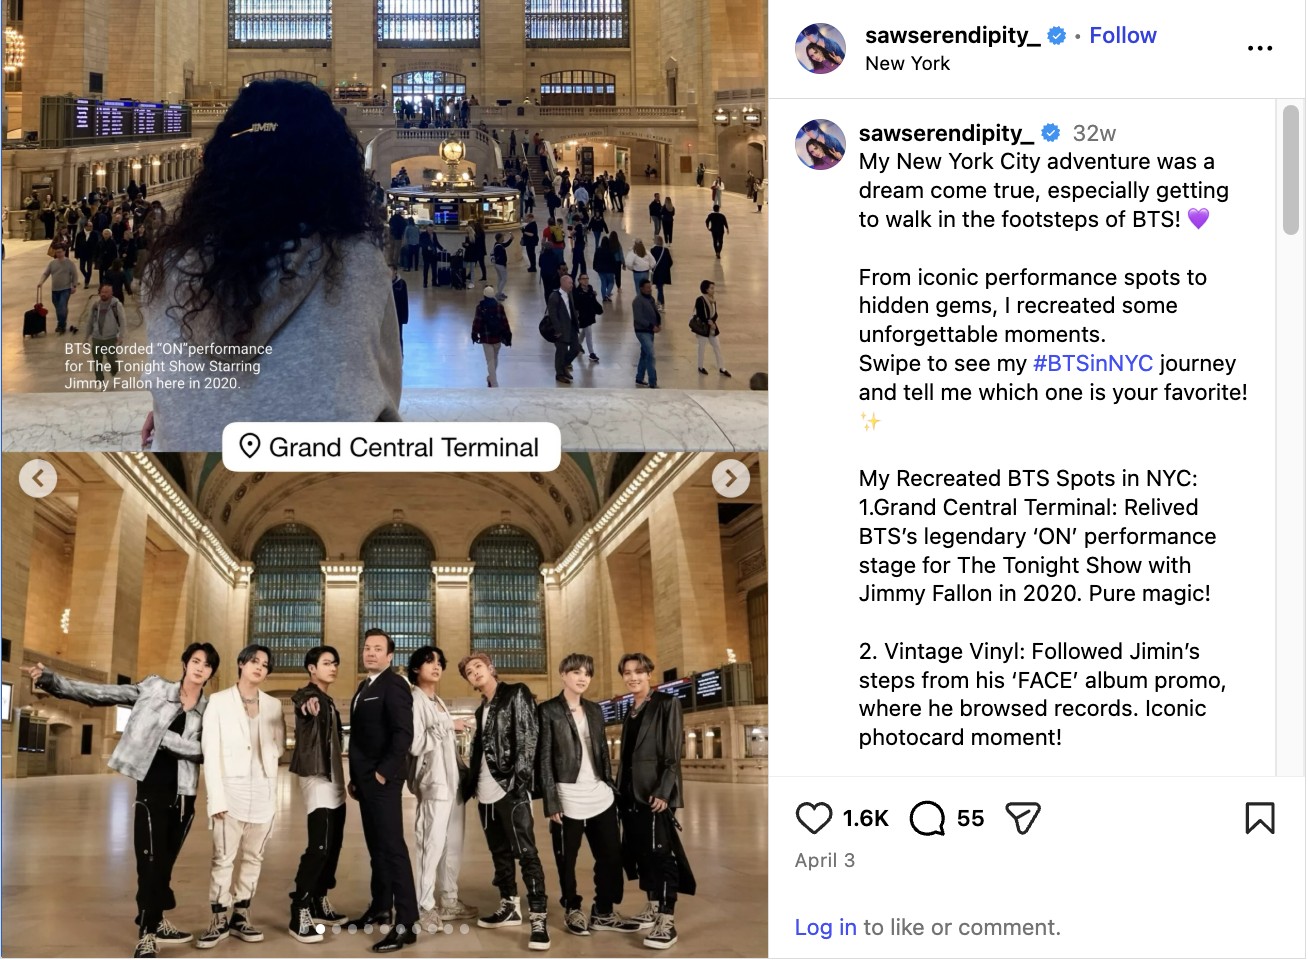 JIMIN
BTS recorded “ON”performance
for The Tonight Show Starring
Jimmy Fallon here in 2020.
Grand Central Terminal
sawserendipity_ • Follow
New York
sawserendipity_ 32w
My New York City adventure was a
dream come true, especially getting
to walk in the footsteps of BTS! 💜
From iconic performance spots to
hidden gems, I recreated some
unforgettable moments.
Swipe to see my #BTSinNYC journey
and tell me which one is your favorite!
✨
My Recreated BTS Spots in NYC:
1.Grand Central Terminal: Relived
BTS’s legendary ‘ON’ performance
stage for The Tonight Show with
Jimmy Fallon in 2020. Pure magic!
2. Vintage Vinyl: Followed Jimin’s
steps from his ‘FACE’ album promo,
where he browsed records. Iconic
photocard moment!
1.6K 55
April 3
Log in to like or comment.